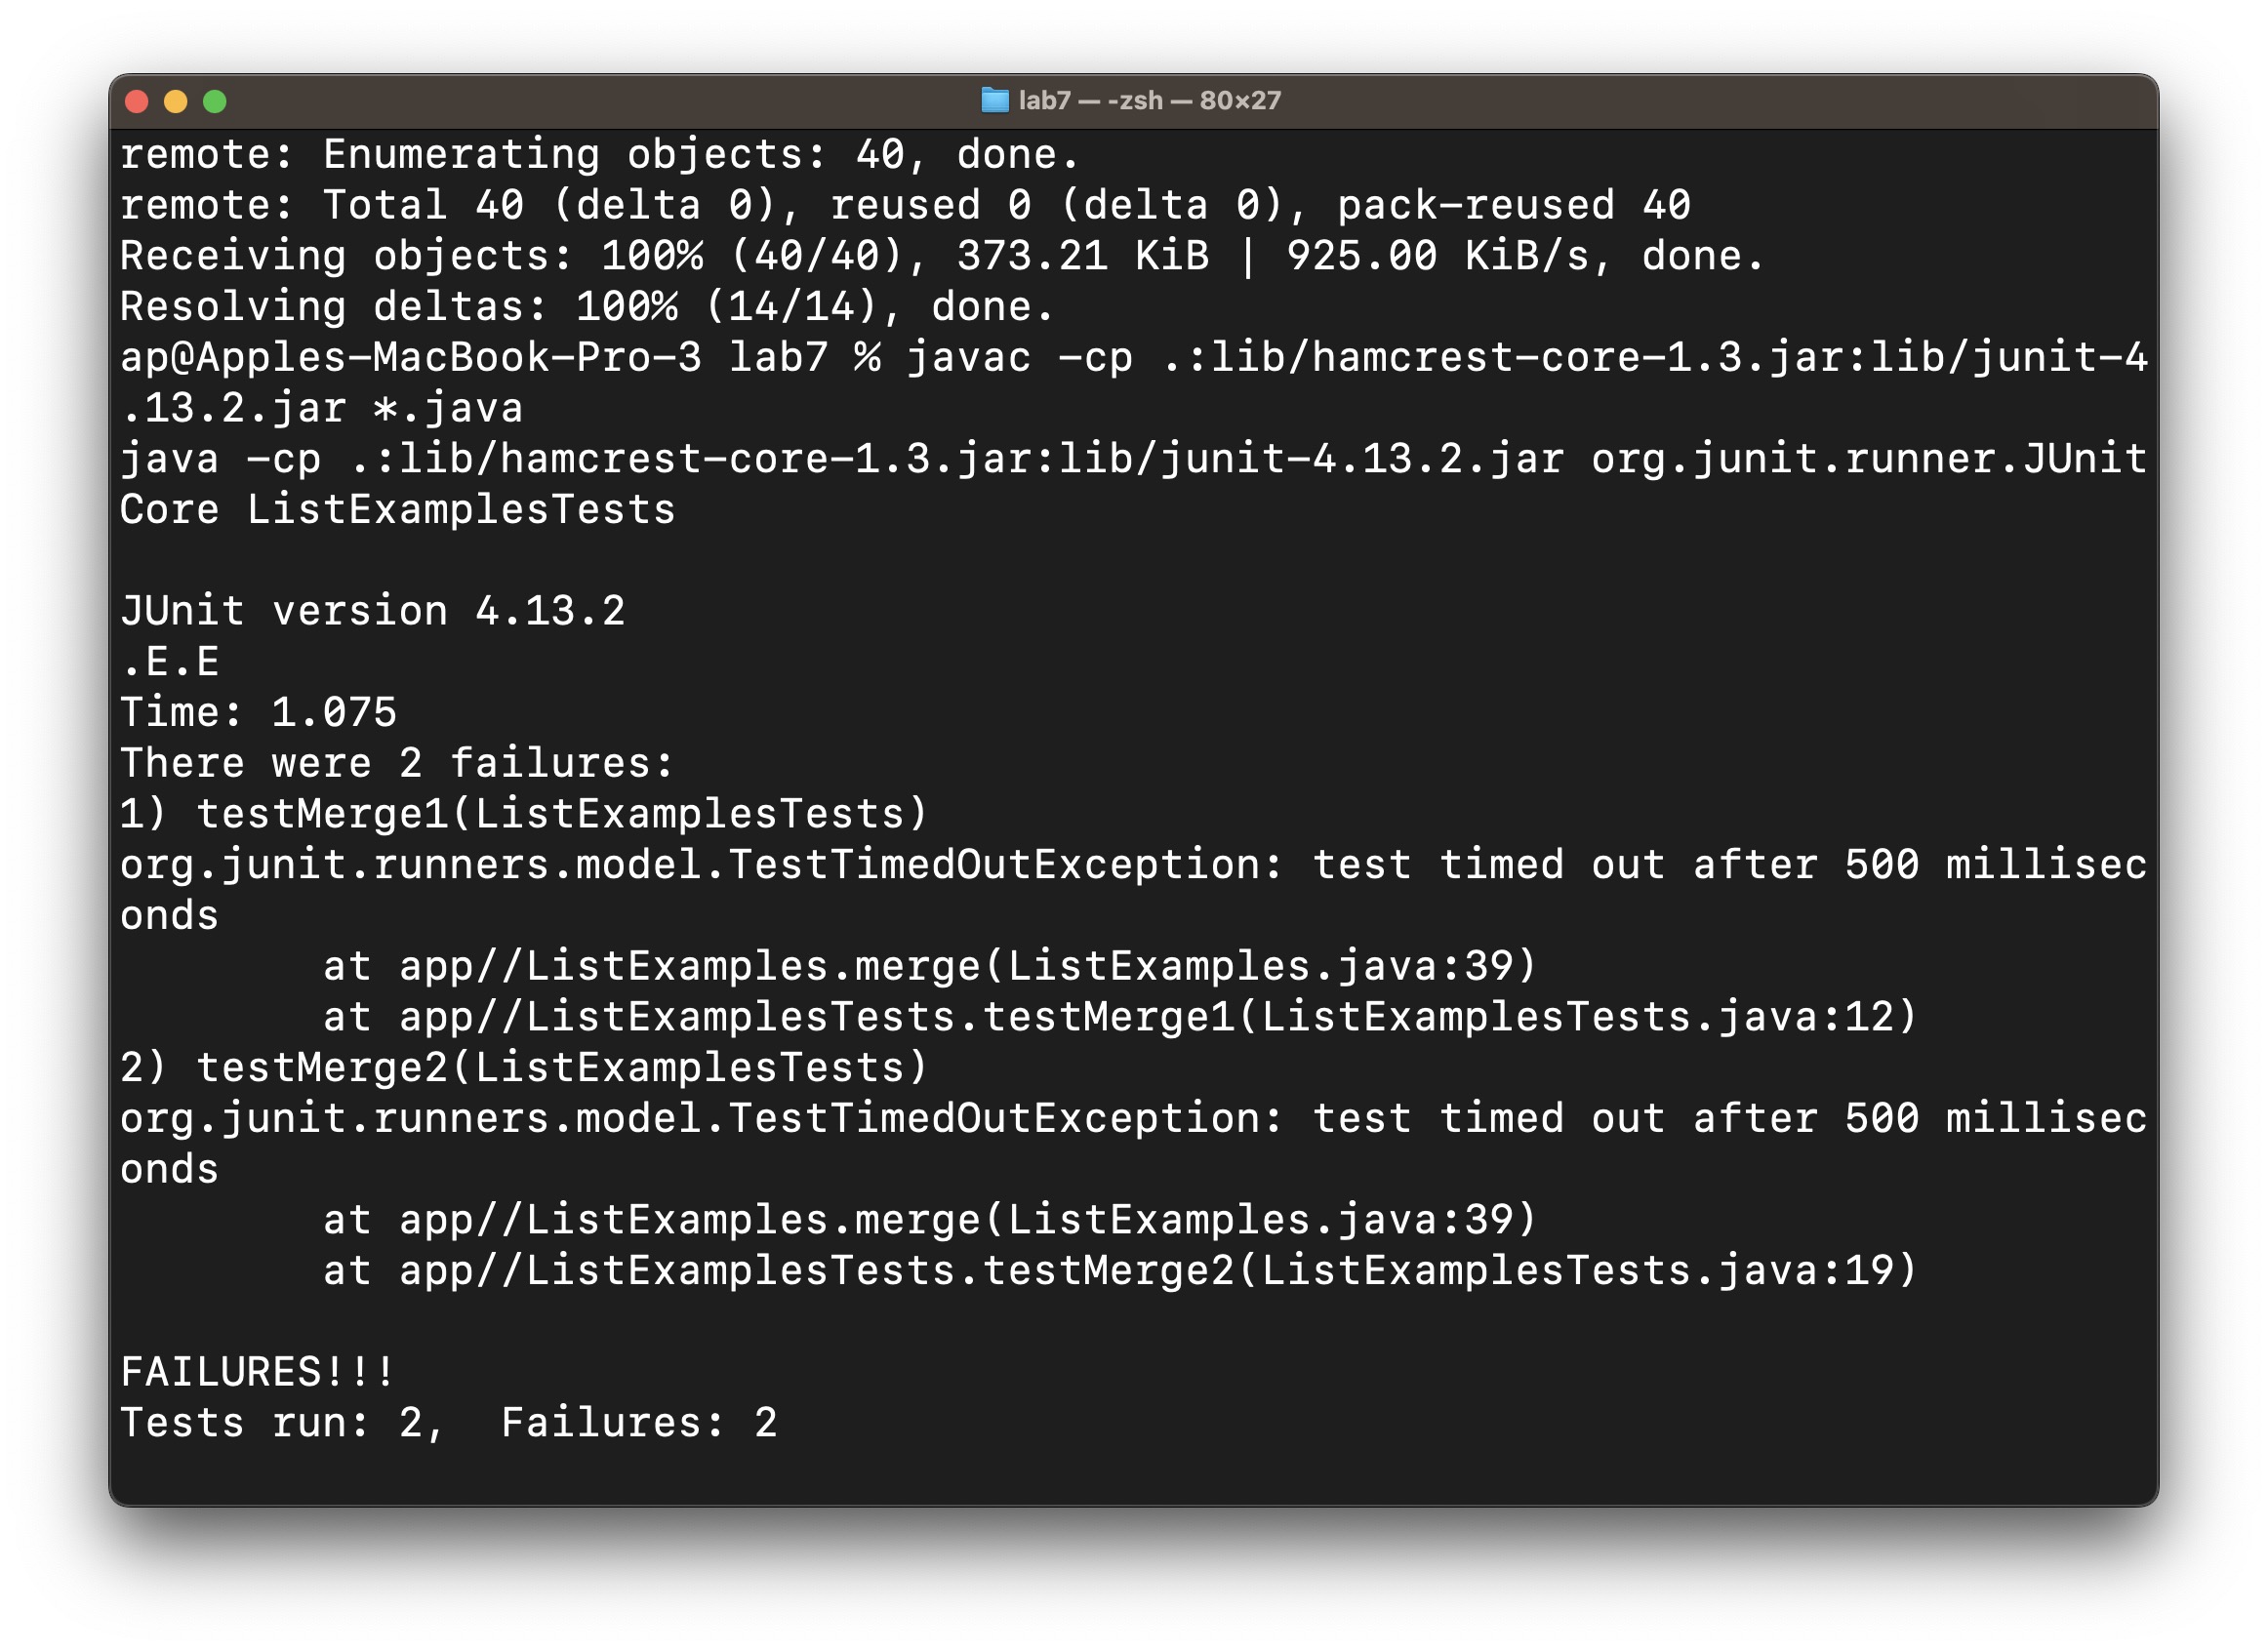 lab7 — -zsh — 80×27
remote: Enumerating objects: 40, done.
remote: Total 40 (delta 0), reused 0 (delta 0), pack-reused 40
Receiving objects: 100% (40/40), 373.21 KiB | 925.00 KiB/s, done.
Resolving deltas: 100% (14/14), done.
ap@Apples-MacBook-Pro-3 lab7 % javac -cp .:lib/hamcrest-core-1.3.jar:lib/junit-4
.13.2.jar *.java
java -cp .:lib/hamcrest-core-1.3.jar:lib/junit-4.13.2.jar org.junit.runner.JUnit
Core ListExamplesTests

JUnit version 4.13.2
.E.E
Time: 1.075
There were 2 failures:
1) testMerge1(ListExamplesTests)
org.junit.runners.model.TestTimedOutException: test timed out after 500 millisec
onds
        at app//ListExamples.merge(ListExamples.java:39)
        at app//ListExamplesTests.testMerge1(ListExamplesTests.java:12)
2) testMerge2(ListExamplesTests)
org.junit.runners.model.TestTimedOutException: test timed out after 500 millisec
onds
        at app//ListExamples.merge(ListExamples.java:39)
        at app//ListExamplesTests.testMerge2(ListExamplesTests.java:19)

FAILURES!!!
Tests run: 2,  Failures: 2